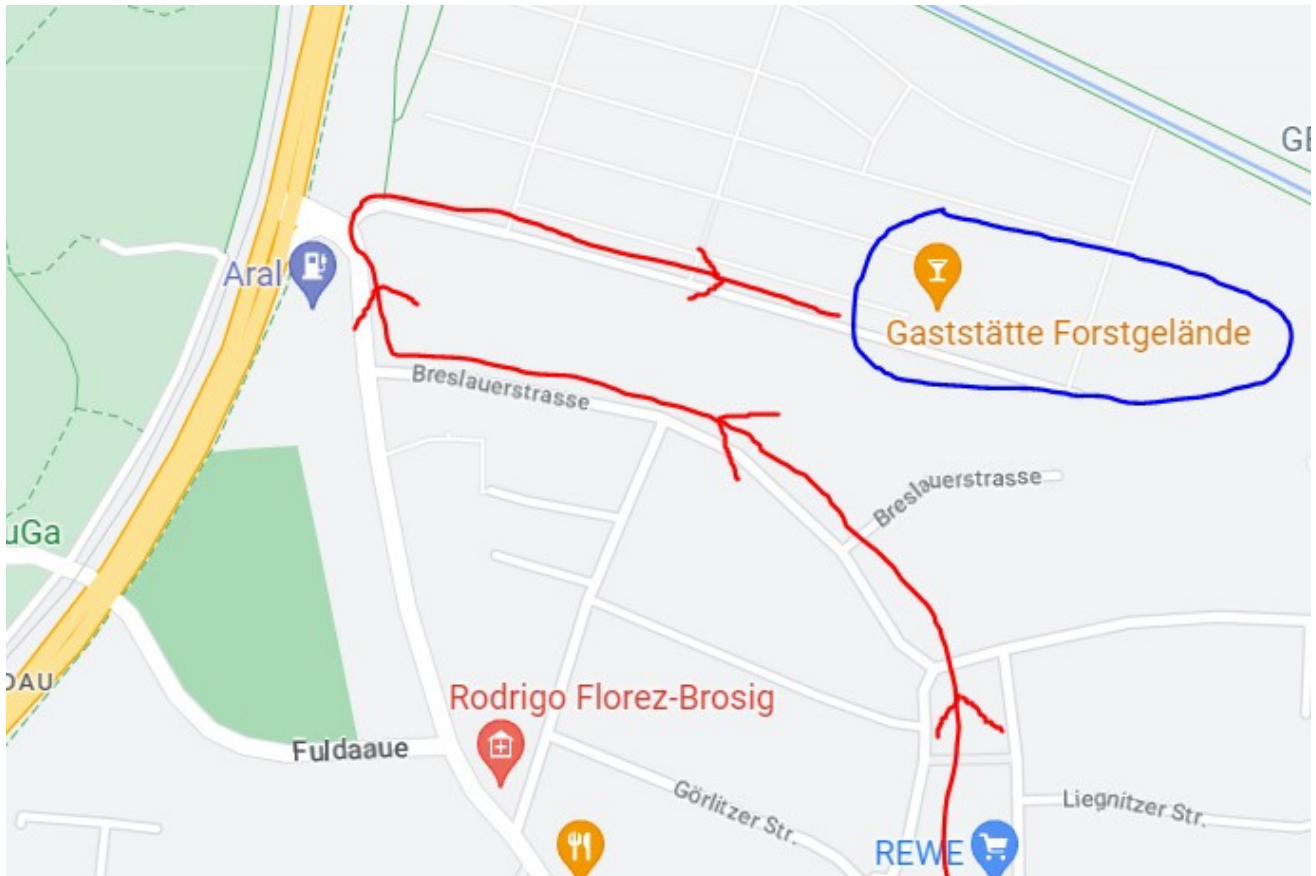 GE
Aral
Gaststätte Forstgelände
Breslauerstrasse
Breslauerstrasse
uGa
DAU
Rodrigo Florez-Brosig
Fuldaaue
Görlitzer Str.
Liegnitzer Str.
REWE